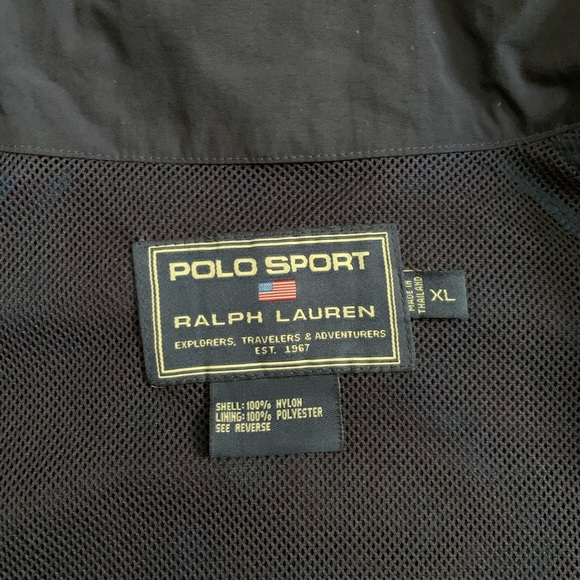 POLO SPORT
RALPH LAUREN
EXPLORERS, TRAVELERS & ADVENTURERS
EST. 1967
MADE IN
THAILAND
XL
SHELL: 100% NYLON
LINING: 100% POLYESTER
SEE REVERSE